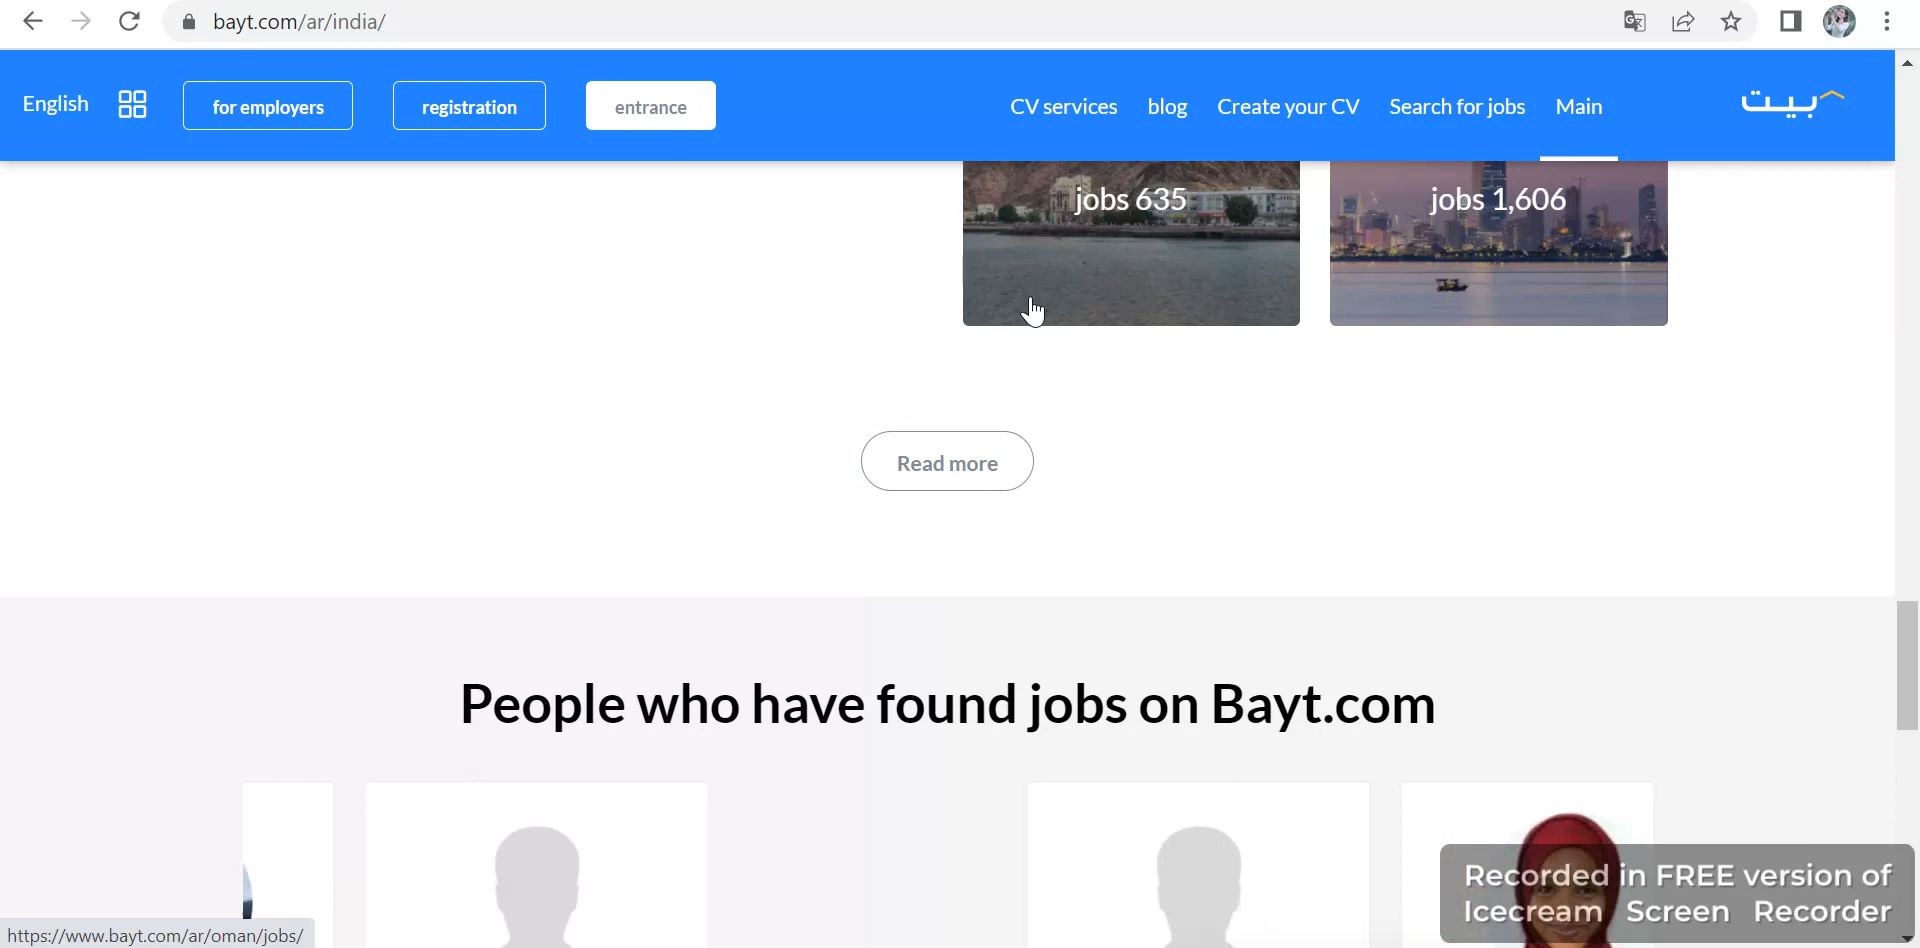 bayt.com/ar/india/
English
for employers
registration
entrance
CV services
blog
Create your CV
Search for jobs
Main
بيت
jobs 635
jobs 1,606
Read more
People who have found jobs on Bayt.com
Recorded in FREE version of
Icecream Screen Recorder
https://www.bayt.com/ar/oman/jobs/